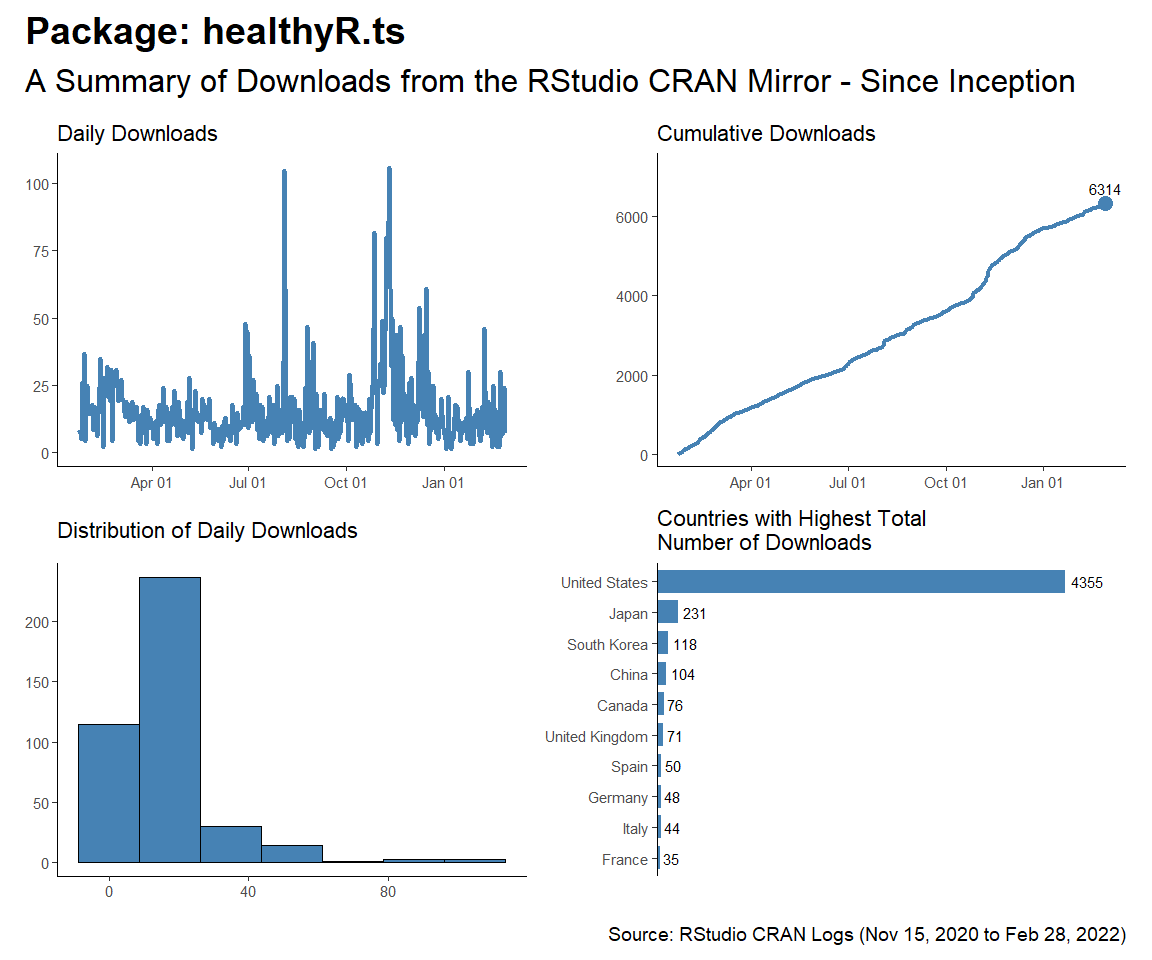 Package: healthyR.ts
A Summary of Downloads from the RStudio CRAN Mirror - Since Inception
Daily Downloads
100
75
50
25
0
Apr 01
Jul 01
Oct 01
Jan 01
Cumulative Downloads
6314
6000
4000
2000
0
Apr 01
Jul 01
Oct 01
Jan 01
Distribution of Daily Downloads
200
150
100
50
0
0
40
80
Countries with Highest Total
Number of Downloads
United States 4355
Japan 231
South Korea 118
China 104
Canada 76
United Kingdom 71
Spain 50
Germany 48
Italy 44
France 35
Source: RStudio CRAN Logs (Nov 15, 2020 to Feb 28, 2022)